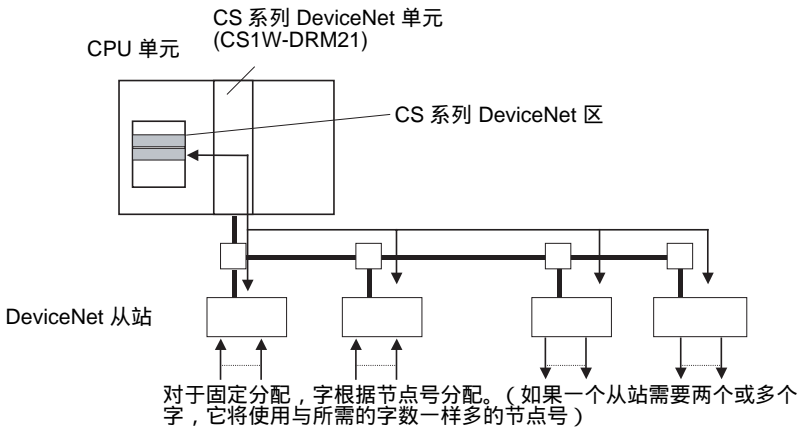 CS 系列 DeviceNet 单元
(CS1W-DRM21)
CPU 单元
CS 系列 DeviceNet 区
DeviceNet 从站
对于固定分配，字根据节点号分配。（如果一个从站需要两个或多个
字，它将使用与所需的字数一样多的节点号）